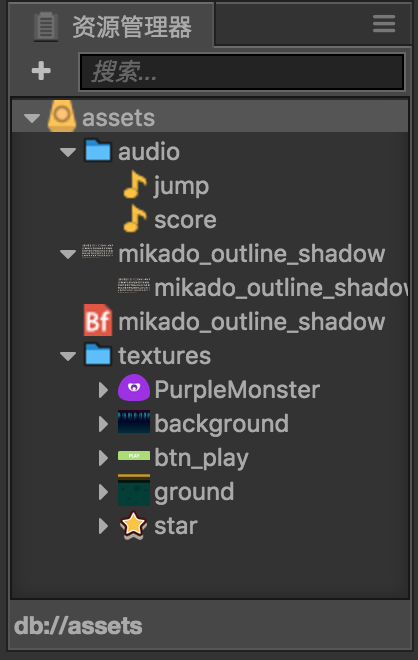 资源管理器
搜索...
assets
audio
jump
score
mikado_outline_shadow
mikado_outline_shadov
Bf mikado_outline_shadow
textures
PurpleMonster
background
PLAY btn_play
ground
star
db://assets